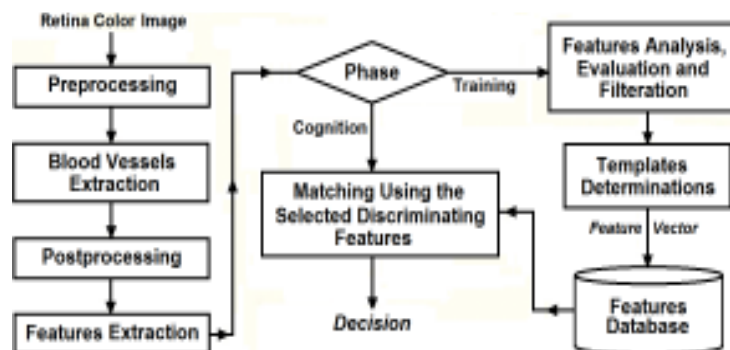 Retina Color Image
Preprocessing
Blood Vessels
Extraction
Postprocessing
Features Extraction
Phase
Training
Cognition
Matching Using the
Selected Discriminating
Features
Decision
Features Analysis,
Evaluation and
Filteration
Templates
Determinations
Feature Vector
Features
Database